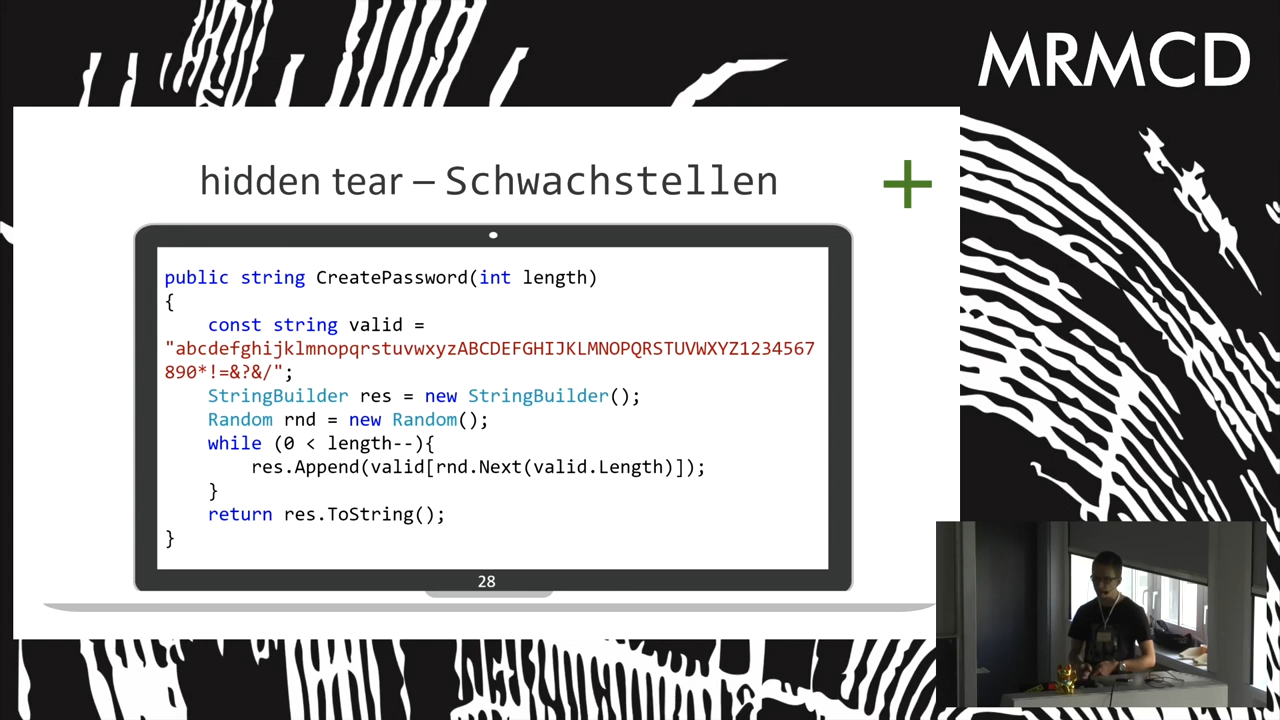 MRMCD
hidden tear – Schwachstellen
+
public string CreatePassword(int length)
{
const string valid =
"abcdefghijklmnopqrstuvwxyzABCDEFGHIJKLMNOPQRSTUVWXYZ1234567
890*!=&?&/";
StringBuilder res = new StringBuilder();
Random rnd = new Random();
while (0 < length--){
res.Append(valid[rnd.Next(valid.Length)]);
}
return res.ToString();
}
28